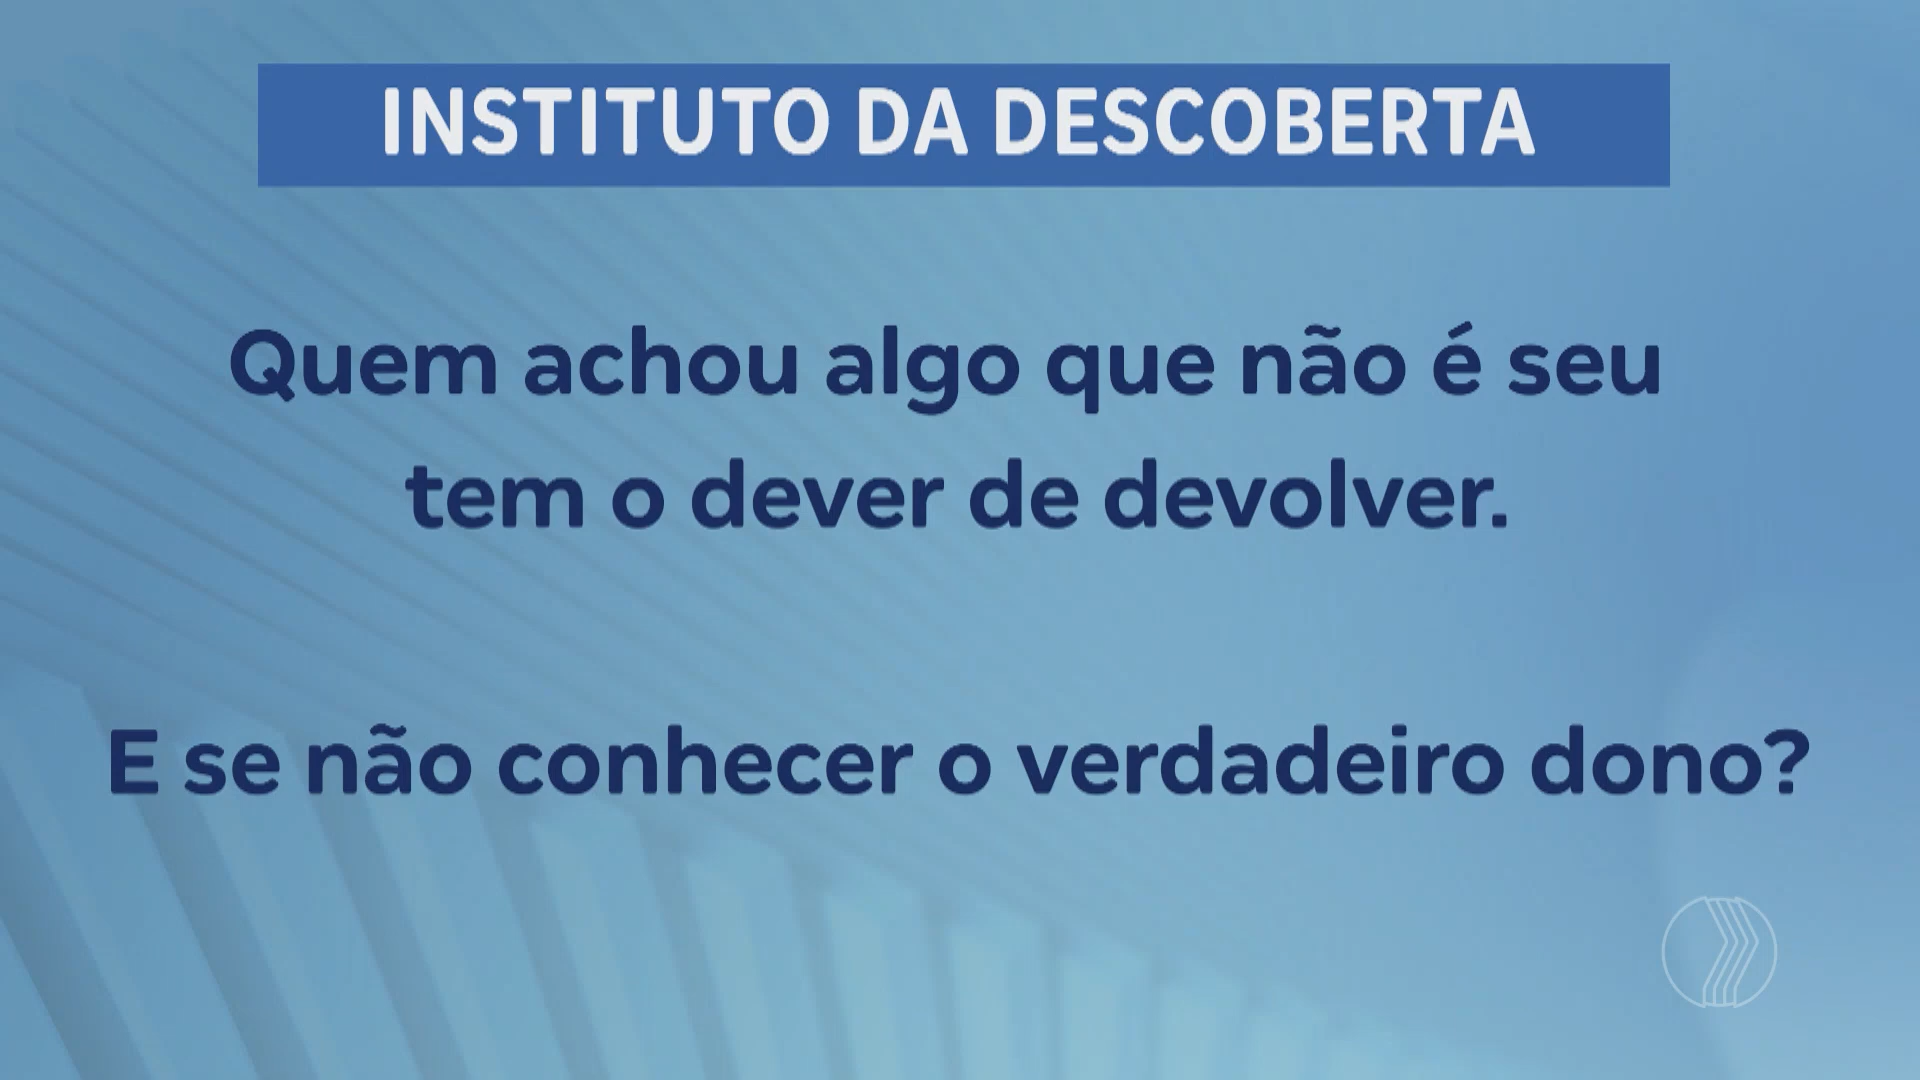 INSTITUTO DA DESCOBERTA
Quem achou algo que não é seu
tem o dever de devolver.
E se não conhecer o verdadeiro dono?